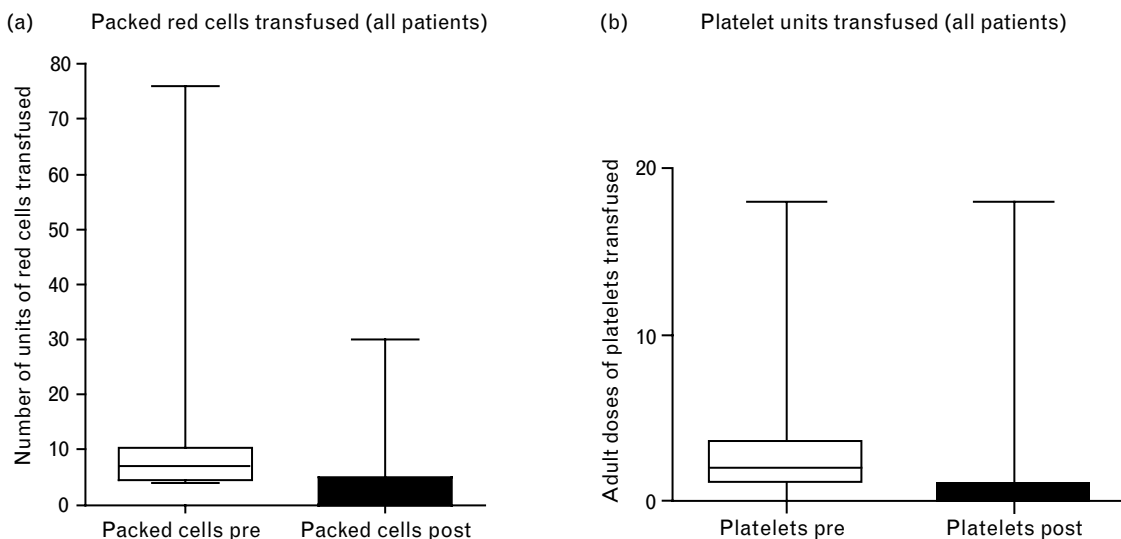 (a) Packed red cells transfused (all patients)
Number of units of red cells transfused
80
70
60
50
40
30
20
10
0
Packed cells pre Packed cells post
(b) Platelet units transfused (all patients)
Adult doses of platelets transfused
20
10
0
Platelets pre Platelets post